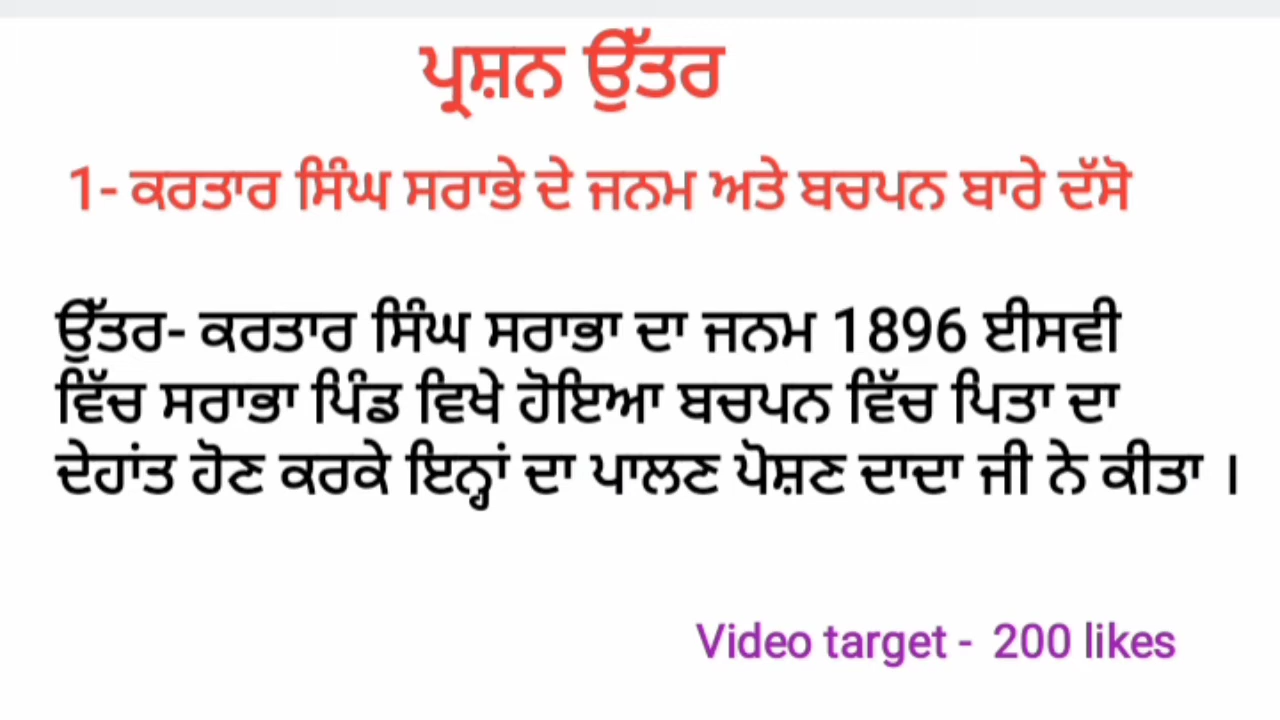 ਪ੍ਰਸ਼ਨ ਉੱਤਰ
1- ਕਰਤਾਰ ਸਿੰਘ ਸਰਾਭੇ ਦੇ ਜਨਮ ਅਤੇ ਬਚਪਨ ਬਾਰੇ ਦੱਸੋ
ਉੱਤਰ- ਕਰਤਾਰ ਸਿੰਘ ਸਰਾਭਾ ਦਾ ਜਨਮ 1896 ਈਸਵੀ
ਵਿੱਚ ਸਰਾਭਾ ਪਿੰਡ ਵਿਖੇ ਹੋਇਆ ਬਚਪਨ ਵਿੱਚ ਪਿਤਾ ਦਾ
ਦੇਹਾਂਤ ਹੋਣ ਕਰਕੇ ਇਨ੍ਹਾਂ ਦਾ ਪਾਲਣ ਪੋਸ਼ਣ ਦਾਦਾ ਜੀ ਨੇ ਕੀਤਾ ।
Video target - 200 likes